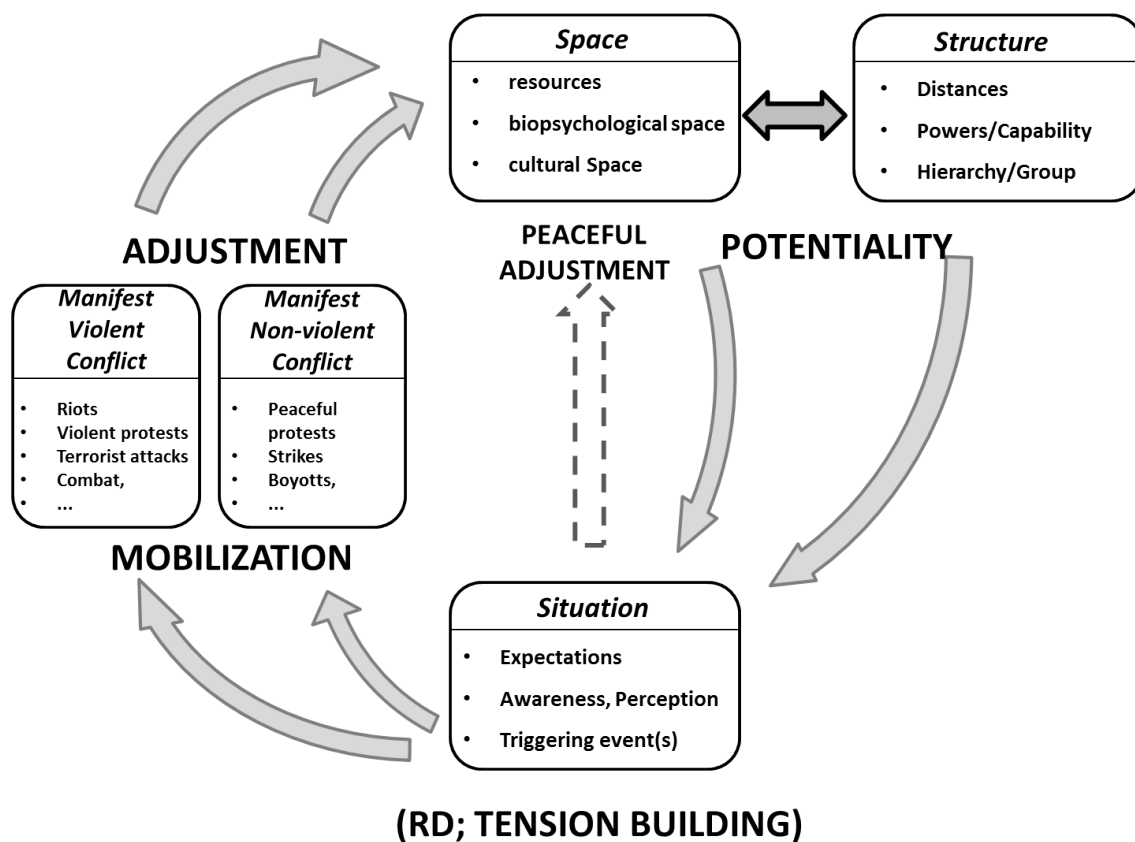 Space
• resources
• biopsychological space
• cultural Space
Structure
• Distances
• Powers/Capability
• Hierarchy/Group
ADJUSTMENT
PEACEFUL
ADJUSTMENT
POTENTIALITY
Manifest
Violent
Conflict
• Riots
• Violent protests
• Terrorist attacks
• Combat,
• ...
Manifest
Non-violent
Conflict
• Peaceful
protests
• Strikes
• Boyotts,
• ...
MOBILIZATION
Situation
• Expectations
• Awareness, Perception
• Triggering event(s)
(RD; TENSION BUILDING)